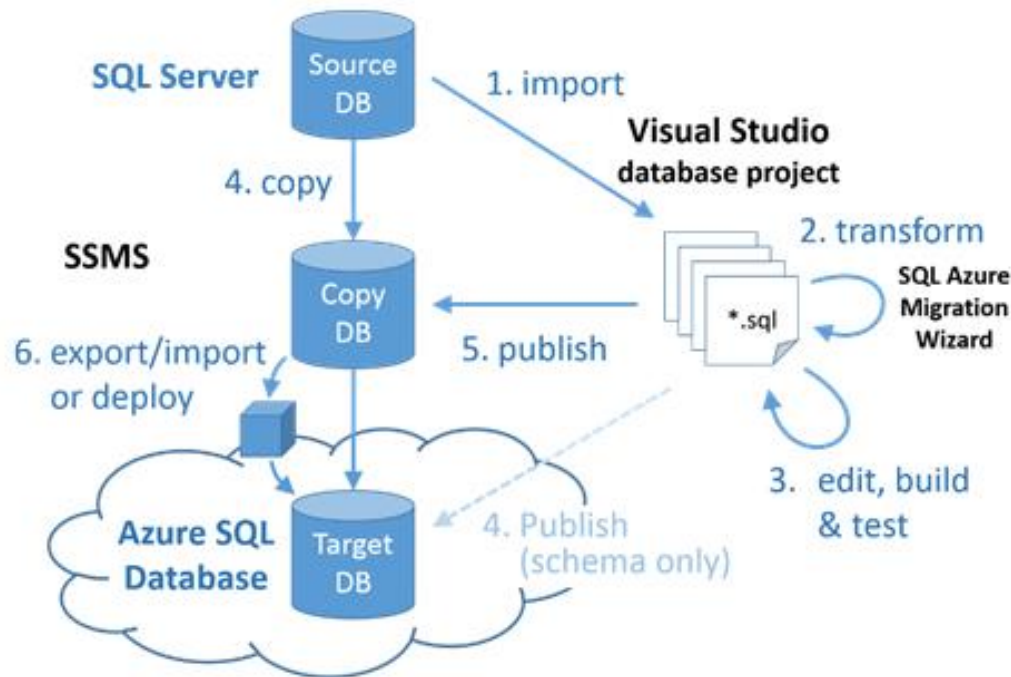 SQL Server
Source
DB
1. import
Visual Studio
database project
4. copy
2. transform
SSMS
SQL Azure
Migration
Wizard
Copy
DB
*.sql
5. publish
6. export/import
or deploy
3. edit, build
& test
Azure SQL
Database
Target
DB
4. Publish
(schema only)